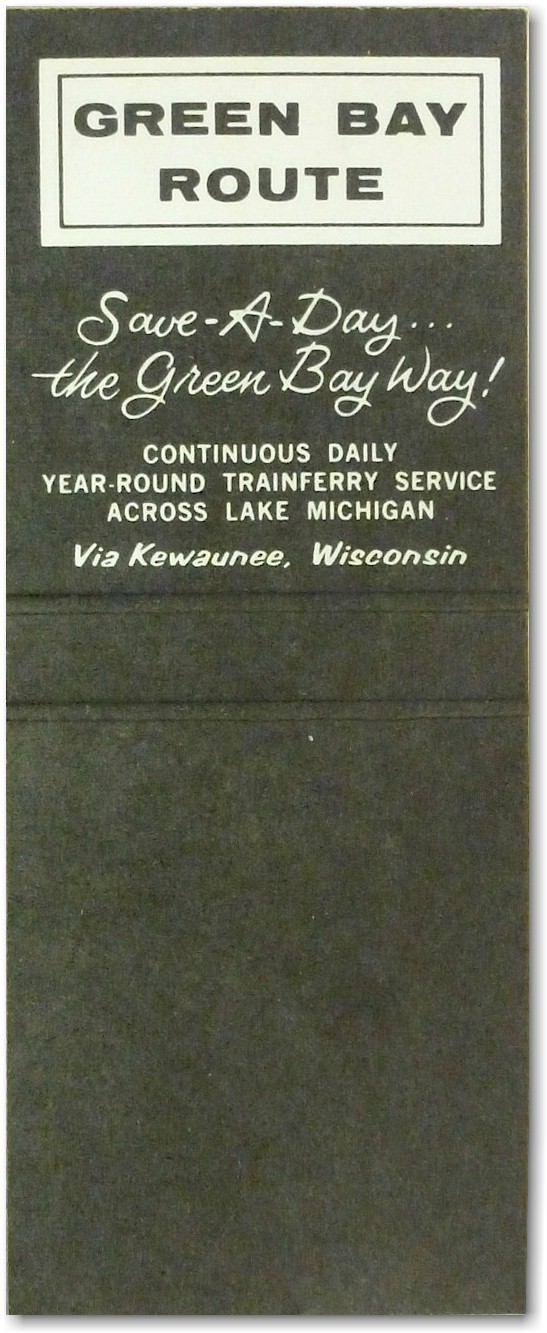 GREEN BAY
ROUTE
Save-A-Day...
the Green Bay Way!
CONTINUOUS DAILY
YEAR-ROUND TRAINFERRY SERVICE
ACROSS LAKE MICHIGAN
Via Kewaunee, Wisconsin